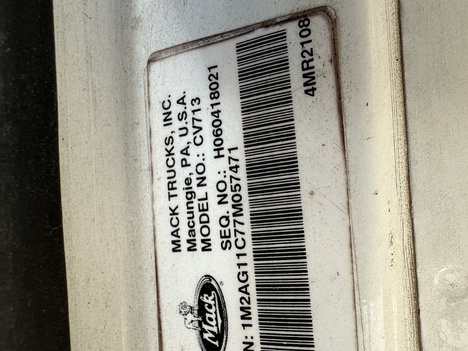 MACK TRUCKS, INC.
Macungie, PA, U.S.A.
MODEL NO.: CV713
SEQ. NO.: H060418021
N: 1M2AG11C77M057471
4MR2108
Mack